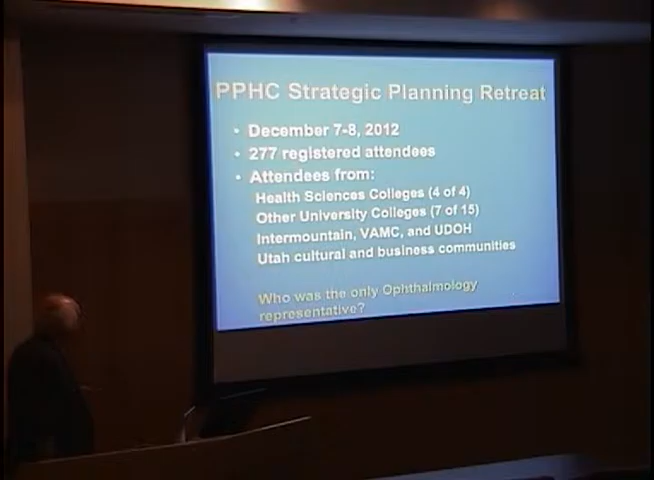 PPHC Strategic Planning Retreat
• December 7-8, 2012
• 277 registered attendees
• Attendees from:
Health Sciences Colleges (4 of 4)
Other University Colleges (7 of 15)
Intermountain, VAMC, and UDOH
Utah cultural and business communities
Who was the only Ophthalmology
representative?